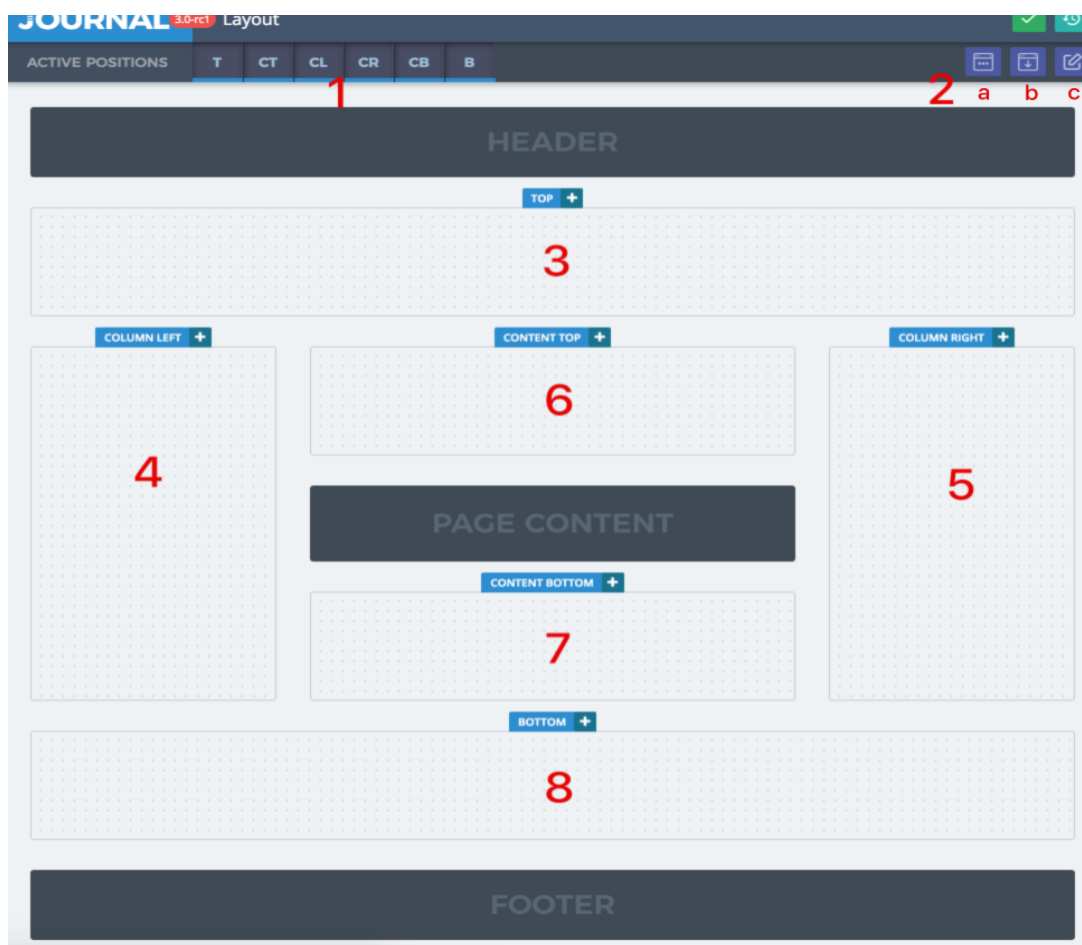 JOURNAL 3.0-rc1 Layout
ACTIVE POSITIONS T CT CL CR CB B
1 2 a b c
HEADER
TOP +
3
COLUMN LEFT + CONTENT TOP + COLUMN RIGHT +
6
4 5
PAGE CONTENT
CONTENT BOTTOM +
7
BOTTOM +
8
FOOTER